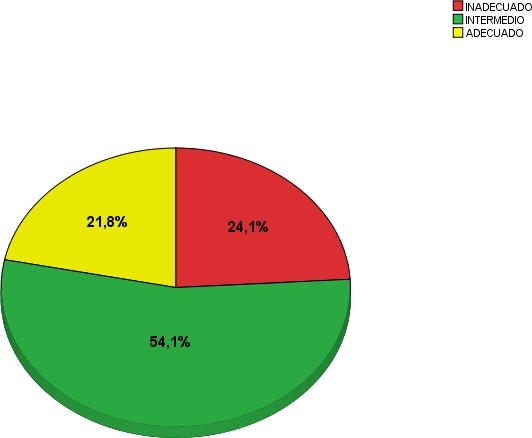 INADECUADO
INTERMEDIO
ADECUADO
21,8%
24,1%
54,1%